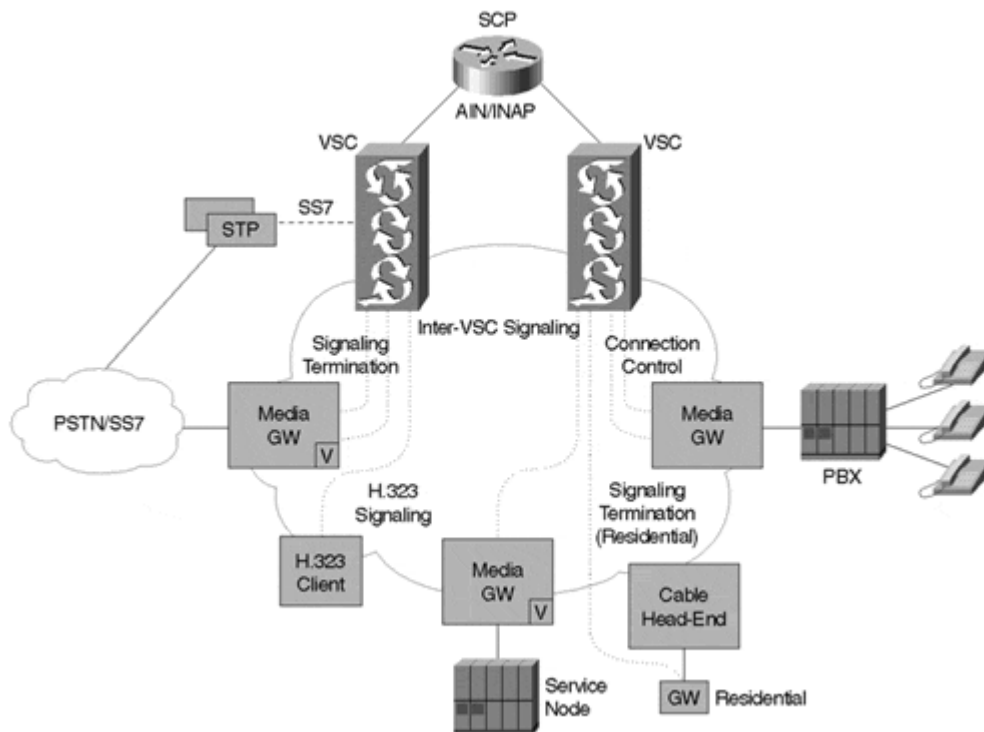 SCP
AIN/INAP
VSC
VSC
SS7
STP
Inter-VSC Signaling
Signaling
Termination
Connection
Control
PSTN/SS7
Media
GW
V
Media
GW
PBX
H.323
Signaling
Signaling
Termination
(Residential)
H.323
Client
Media
GW
V
Cable
Head-End
Service
Node
GW
Residential